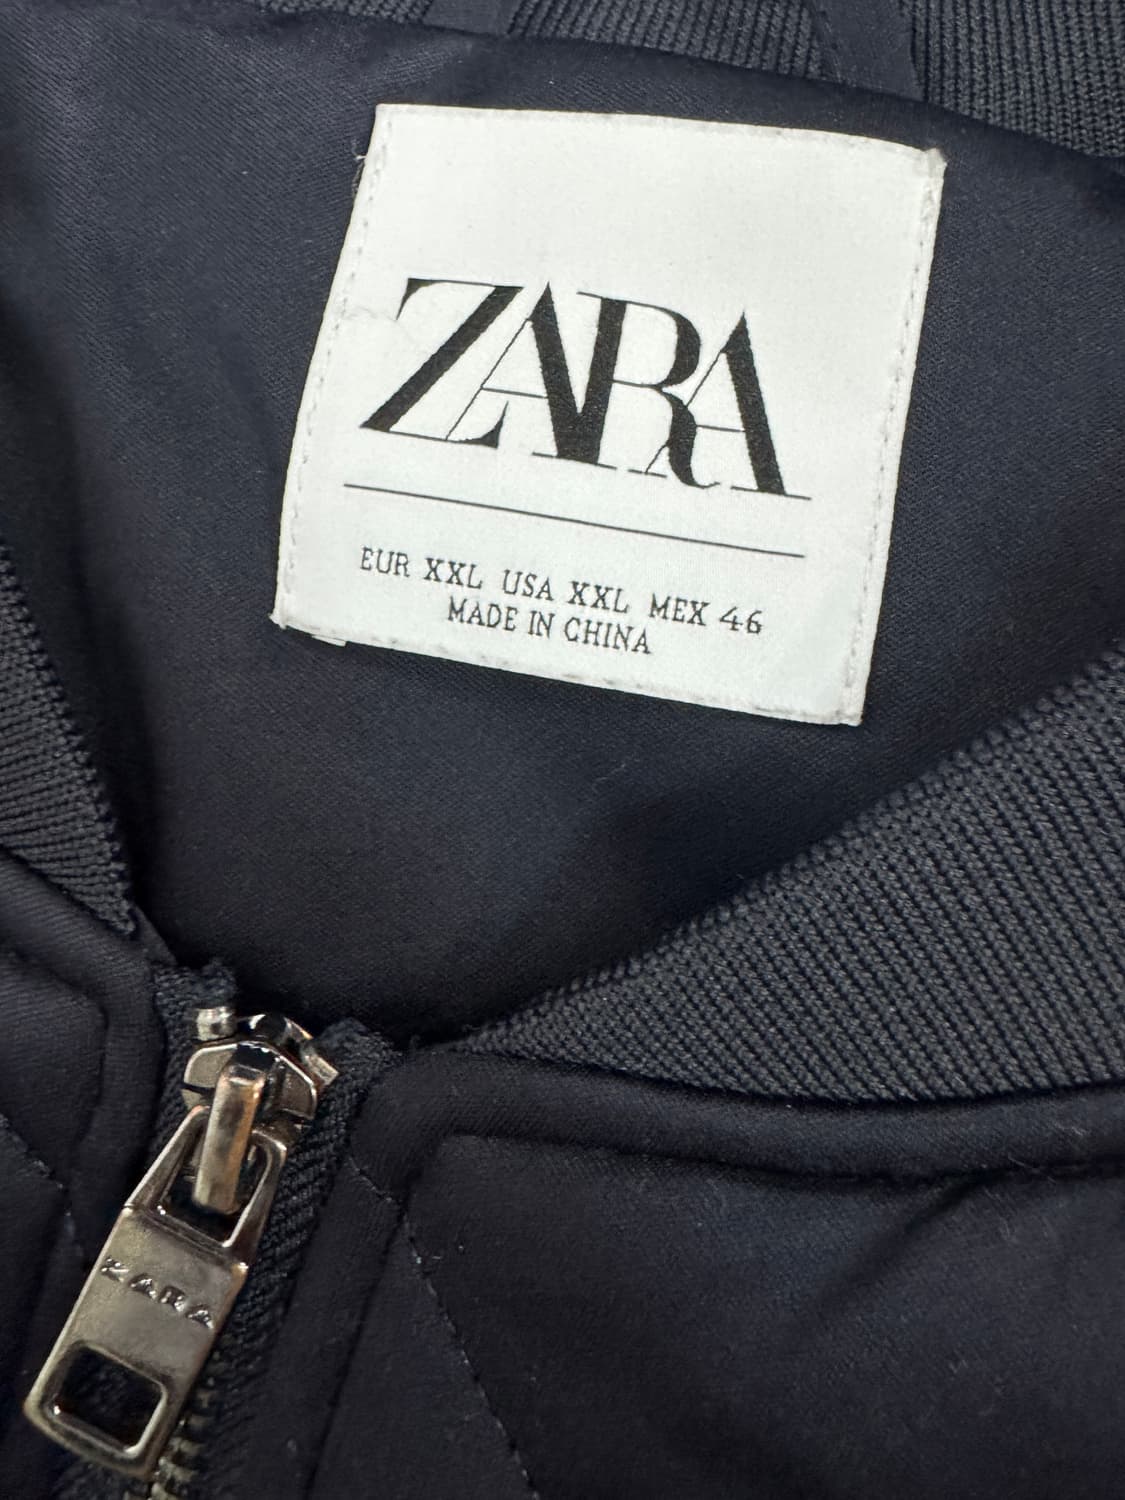 ZARA
EUR XXL USA XXL MEX 46
MADE IN CHINA
ZARA